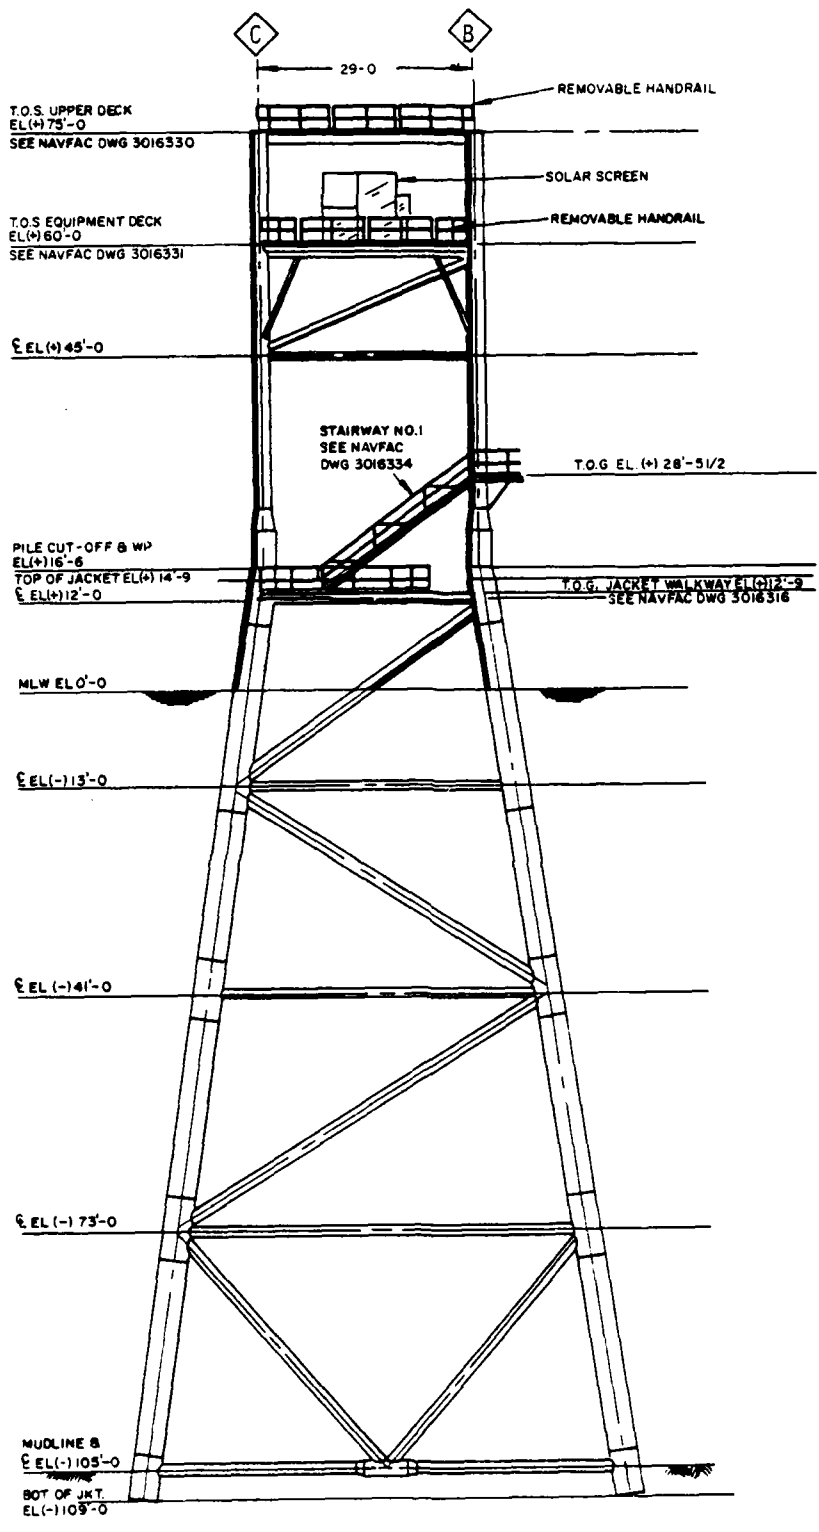 C
B
29-0
REMOVABLE HANDRAIL
T.O.S. UPPER DECK
EL(+) 75'-0
SEE NAVFAC DWG 3016330
SOLAR SCREEN
T.O.S EQUIPMENT DECK
EL(+) 60'-0
REMOVABLE HANDRAIL
SEE NAVFAC DWG 3016331
℄ EL(+) 45'-0
STAIRWAY NO.1
SEE NAVFAC
DWG 3016334
T.O.G EL. (+) 28'-5 1/2
PILE CUT-OFF & WP
EL(+) 16'-6
TOP OF JACKET EL(+) 14'-9
℄ EL(+) 12'-0
T.O.G. JACKET WALKWAY EL(+) 12'-9
SEE NAVFAC DWG 3016316
MLW EL 0'-0
℄ EL(-) 13'-0
℄ EL (-) 41'-0
℄ EL (-) 73'-0
MUDLINE &
℄ EL(-) 105'-0
BOT OF JKT.
EL(-) 109'-0